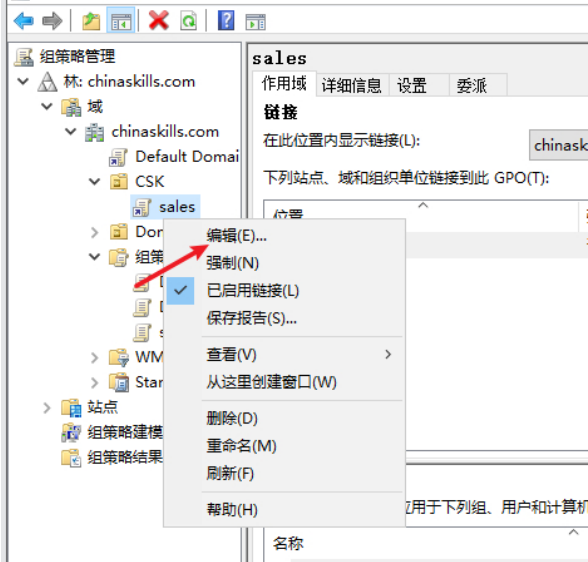 组策略管理
林: chinaskills.com
域
chinaskills.com
Default Domai
CSK
sales
Dor
组策
WM
Star
站点
组策略建模
组策略结果
sales
作用域 详细信息 设置 委派
链接
在此位置内显示链接(L):
chinask
下列站点、域和组织单位链接到此 GPO(T):
位置
编辑(E)...
强制(N)
已启用链接(L)
保存报告(S)...
查看(V)
从这里创建窗口(W)
删除(D)
重命名(M)
刷新(F)
帮助(H)
应用于下列组、用户和计算机
名称